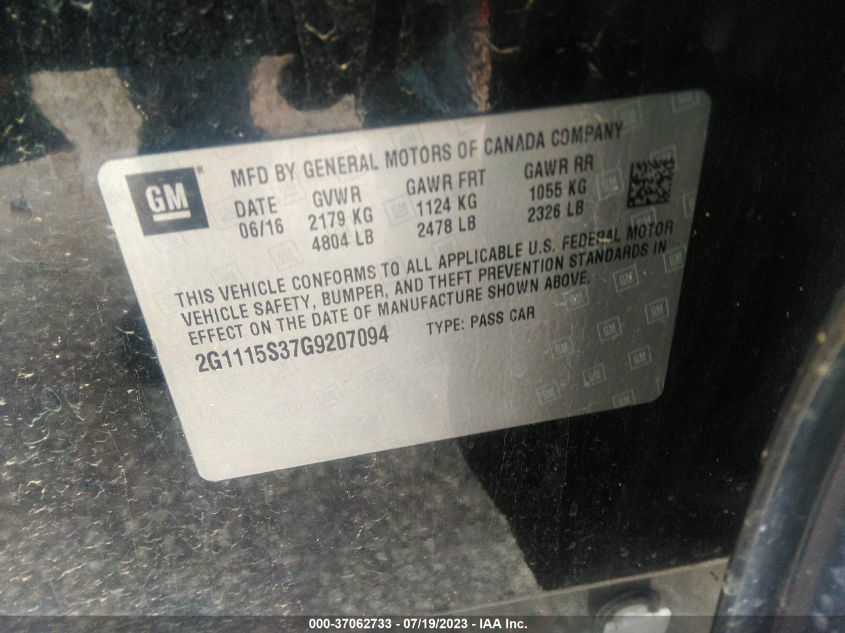 GM
MFD BY GENERAL MOTORS OF CANADA COMPANY
DATE GVWR GAWR FRT GAWR RR
06/16 2179 KG 1124 KG 1055 KG
4804 LB 2478 LB 2326 LB
THIS VEHICLE CONFORMS TO ALL APPLICABLE U.S. FEDERAL MOTOR
VEHICLE SAFETY, BUMPER, AND THEFT PREVENTION STANDARDS IN
EFFECT ON THE DATE OF MANUFACTURE SHOWN ABOVE.
2G1115S37G9207094 TYPE: PASS CAR
000-37062733 - 07/19/2023 - IAA Inc.